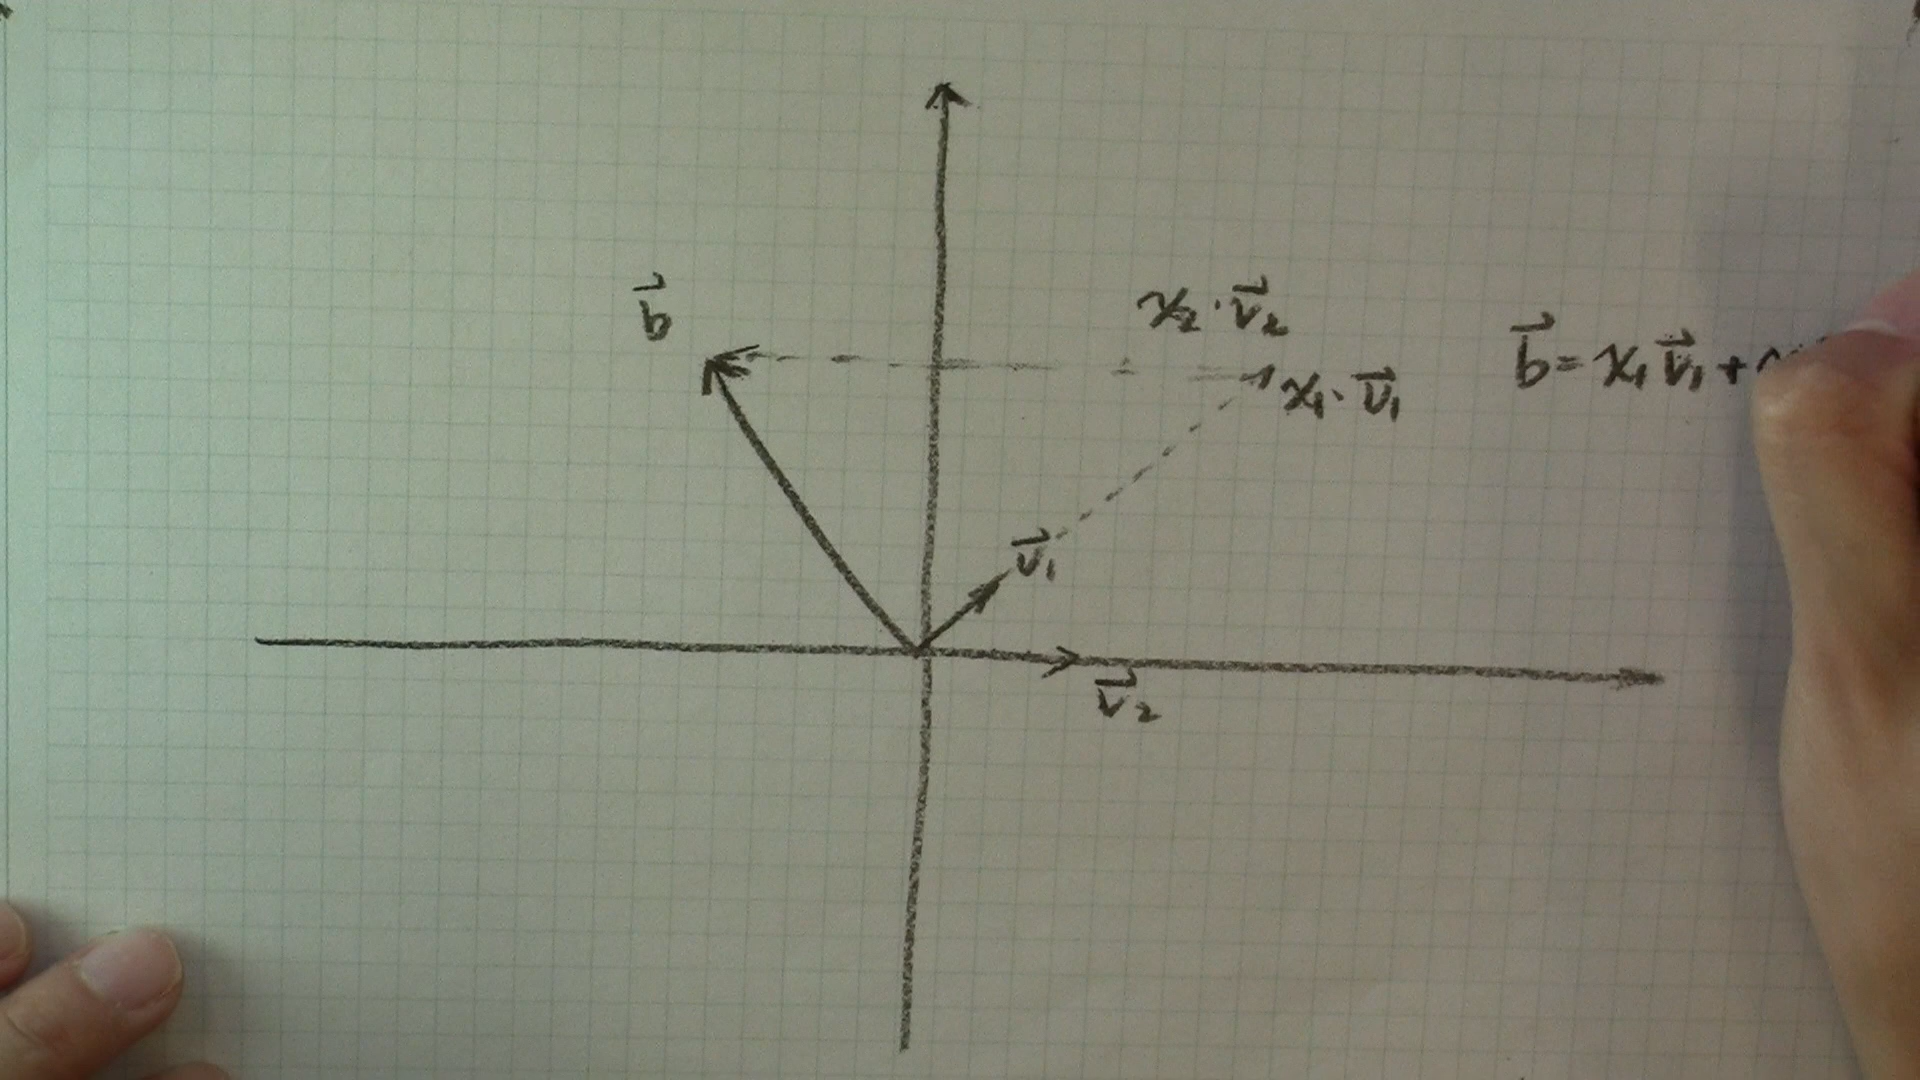 b⃗
x₂·v⃗₂
x₁·v⃗₁
b⃗=x₁v⃗₁+
v⃗₁
v⃗₂